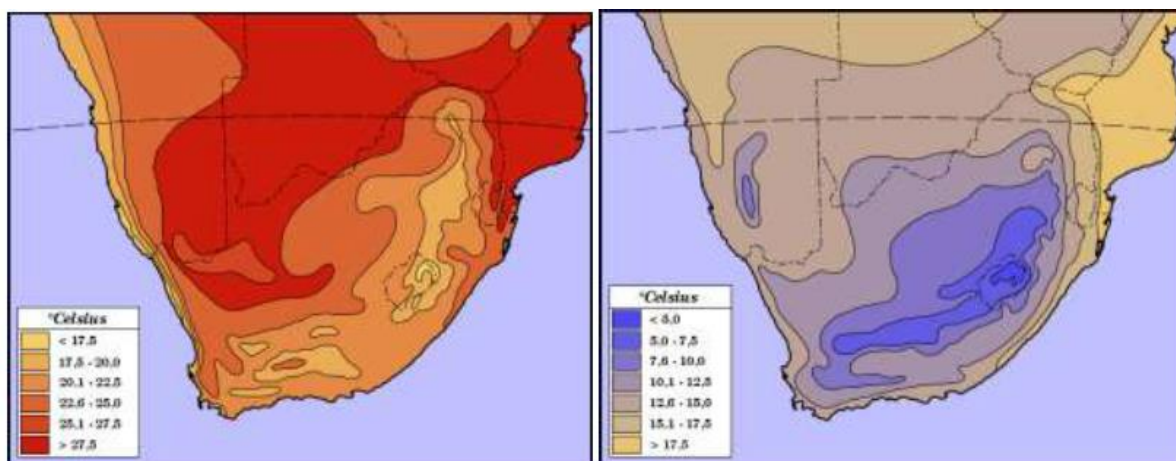 °Celsius
< 17.5
17,5 - 20,0
20.1 - 22.5
22.6 - 25.0
25.1 - 27.5
> 27.5
°Celsius
< 5,0
5.0 - 7,5
7,6 - 10,0
10,1 - 12,5
12,6 - 15,0
15,1 - 17,5
> 17.5